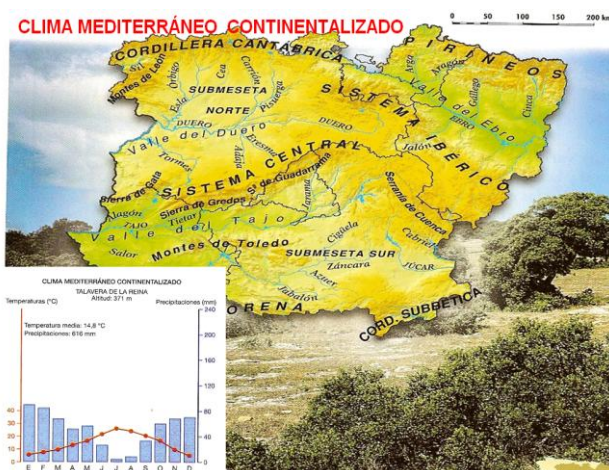 CLIMA MEDITERRÁNEO CONTINENTALIZADO
0 50 100 150 200 km
CORDILLERA CANTÁBRICA
PIRINEOS
Montes de León
Sil
Órbigo
Esla
Cea
Carrión
Pisuerga
SUBMESETA
NORTE
Arga
Aragón
Gállego
Cinca
Valle del Ebro
EBRO
SISTEMA IBÉRICO
Jalón
DUERO
DUERO
Valle del Duero
Tormes
Adaja
Eresma
SISTEMA CENTRAL
Sierra de Gata
Sierra de Gredos
Sª de Guadarrama
Jarama
Serranía de Cuenca
Alagón
TAJO
Tiétar
Valle del Tajo
Salor
Montes de Toledo
Cigüela
SUBMESETA SUR
Záncara
Cabriel
JÚCAR
Azuer
Jabalón
ORENA
CORD. SUBBÉTICA
CLIMA MEDITERRÁNEO CONTINENTALIZADO
TALAVERA DE LA REINA
Altitud: 371 m
Temperaturas (°C)
Precipitaciones (mm)
Temperatura media: 14,8 °C
Precipitaciones: 616 mm
240
200
160
120
80
40
0
40
30
20
10
0
E F M A M J J A S O N D